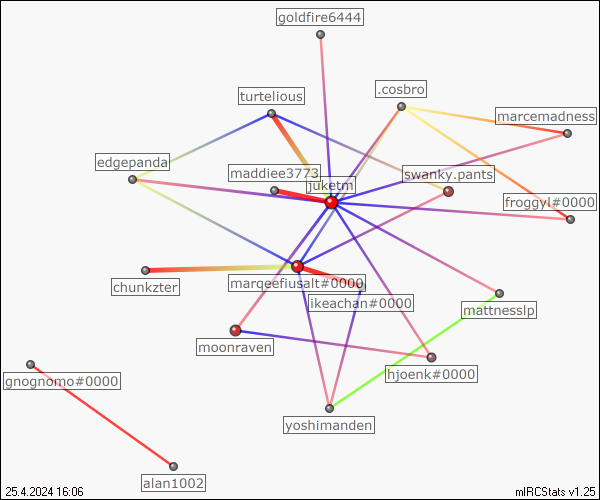 goldfire6444
turtelious
.cosbro
marcemadness
edgepanda
maddiee3773
juketm
swanky.pants
froggyl#0000
chunkzter
margeefiusalt#0000
ikeachan#0000
mattnesslp
moonraven
hjoenk#0000
gnognomo#0000
yoshimanden
alan1002
25.4.2024 16:06
mIRCStats v1.25